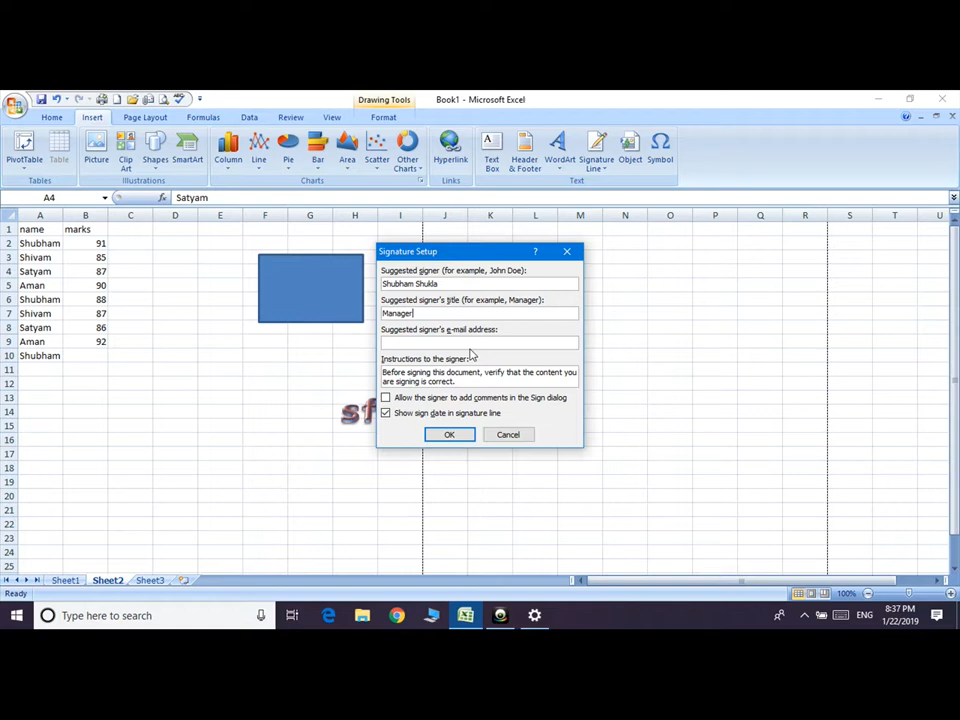 Drawing Tools
Book1 - Microsoft Excel
Home Insert Page Layout Formulas Data Review View Format
PivotTable Table Picture Clip Art Shapes SmartArt Column Line Pie Bar Area Scatter Other Charts Hyperlink Text Box Header & Footer WordArt Signature Line Object Symbol
Tables Illustrations Charts Links Text
A4 fx Satyam
A B C D E F G H I J K L M N O P Q R S T U
1 name marks
2 Shubham 91
3 Shivam 85
4 Satyam 87
5 Aman 90
6 Shubham 88
7 Shivam 87
8 Satyam 86
9 Aman 92
10 Shubham
11
12
13
14
15
16
17
18
19
20
21
22
23
24
25
Signature Setup ?
Suggested signer (for example, John Doe):
Shubham Shukla
Suggested signer's title (for example, Manager):
Manager
Suggested signer's e-mail address:
Instructions to the signer:
Before signing this document, verify that the content you
are signing is correct.
Allow the signer to add comments in the Sign dialog
Show sign date in signature line
OK Cancel
Sheet1 Sheet2 Sheet3
Ready 100%
Type here to search
ENG
8:37 PM
1/22/2019